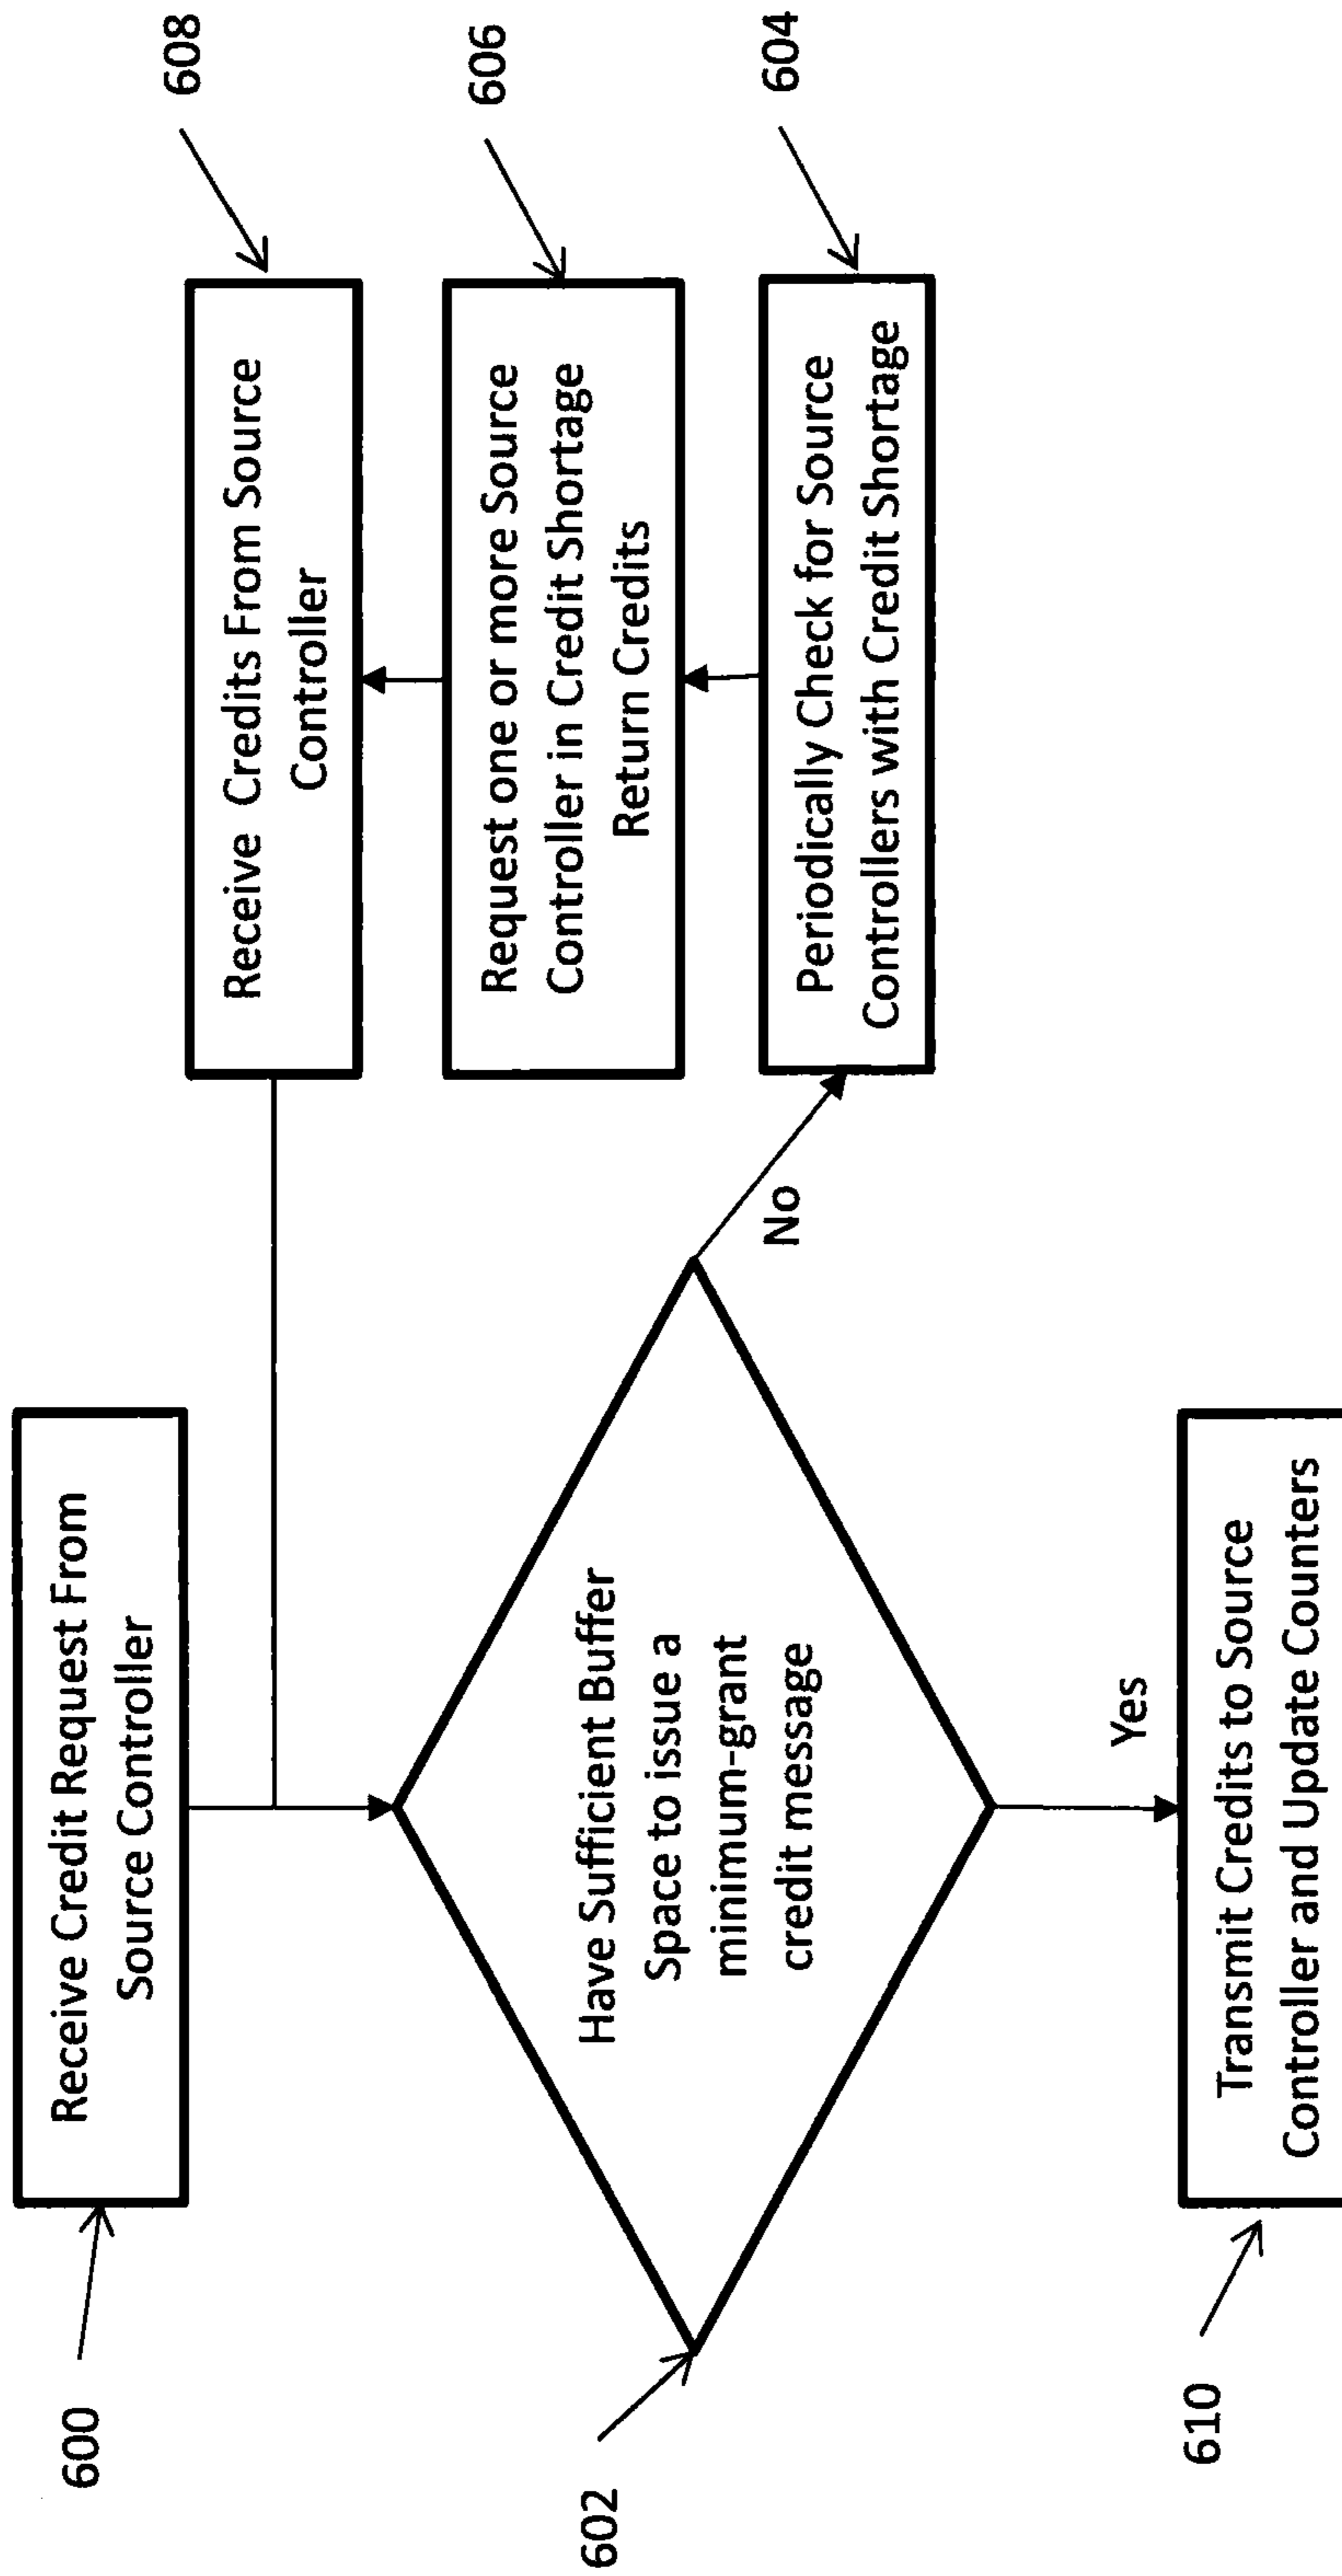 600
Receive Credit Request From
Source Controller
602
Have Sufficient Buffer
Space to issue a
minimum-grant
credit message
No
Yes
604
Periodically Check for Source
Controllers with Credit Shortage
606
Request one or more Source
Controller in Credit Shortage
Return Credits
608
Receive Credits From Source
Controller
610
Transmit Credits to Source
Controller and Update Counters